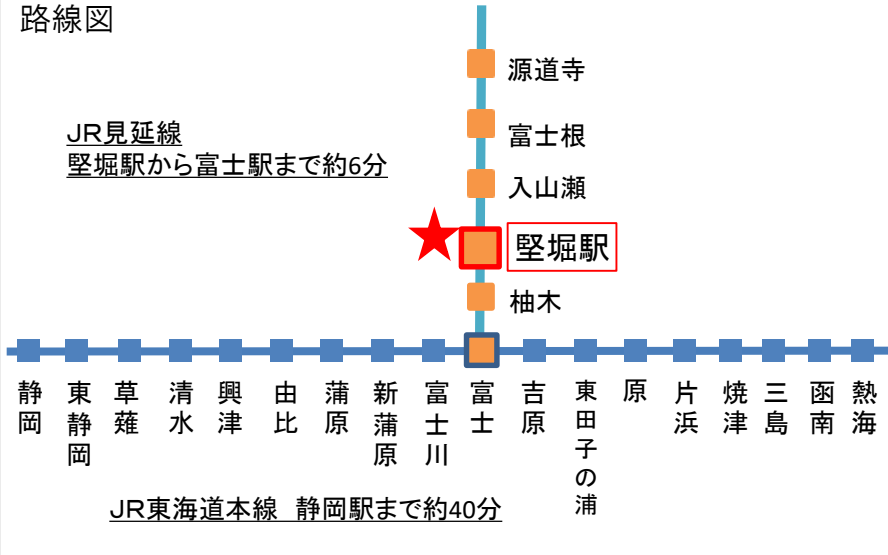 路線図
源道寺
JR見延線
堅堀駅から富士駅まで約6分
富士根
入山瀬
堅堀駅
柚木
静岡
東静岡
草薙
清水
興津
由比
蒲原
新蒲原
富士川
富士
吉原
東田子の浦
原
片浜
焼津
三島
函南
熱海
JR東海道本線　静岡駅まで約40分